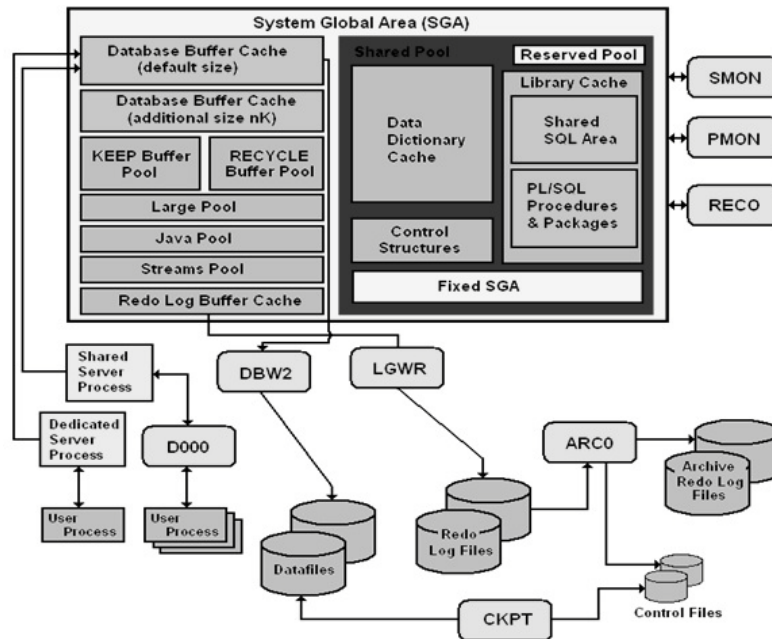 System Global Area (SGA)
Database Buffer Cache
(default size)
Database Buffer Cache
(additional size nK)
KEEP Buffer
Pool
RECYCLE
Buffer Pool
Large Pool
Java Pool
Streams Pool
Redo Log Buffer Cache
Shared Pool
Reserved Pool
Data
Dictionary
Cache
Control
Structures
Library Cache
Shared
SQL Area
PL/SQL
Procedures
& Packages
Fixed SGA
SMON
PMON
RECO
Shared
Server
Process
Dedicated
Server
Process
User
Process
D000
User
Process
DBW2
LGWR
Datafiles
Redo
Log Files
ARC0
Archive
Redo Log
Files
CKPT
Control Files